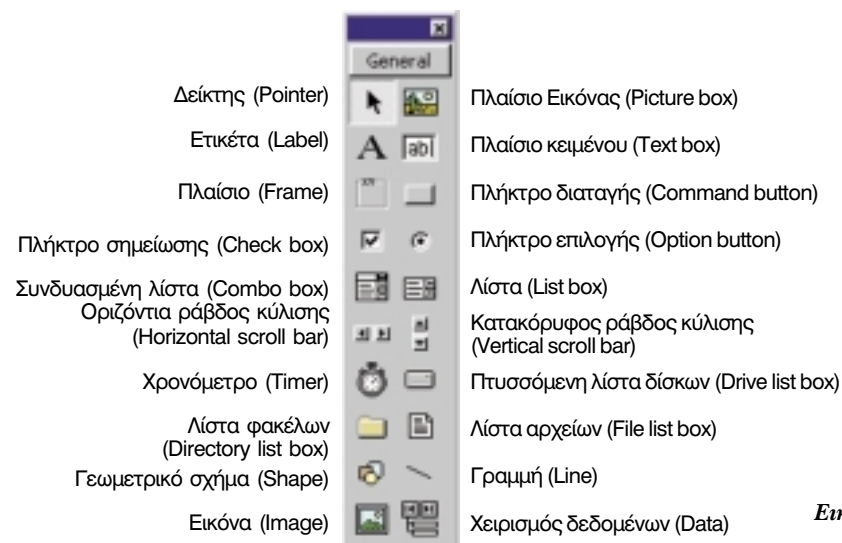 General
Δείκτης (Pointer)
Πλαίσιο Εικόνας (Picture box)
Ετικέτα (Label)
A
ab
Πλαίσιο κειμένου (Text box)
Πλαίσιο (Frame)
Πλήκτρο διαταγής (Command button)
Πλήκτρο σημείωσης (Check box)
Πλήκτρο επιλογής (Option button)
Συνδυασμένη λίστα (Combo box)
Λίστα (List box)
Οριζόντια ράβδος κύλισης
(Horizontal scroll bar)
Κατακόρυφος ράβδος κύλισης
(Vertical scroll bar)
Χρονόμετρο (Timer)
Πτυσσόμενη λίστα δίσκων (Drive list box)
Λίστα φακέλων
(Directory list box)
Λίστα αρχείων (File list box)
Γεωμετρικό σχήμα (Shape)
Γραμμή (Line)
Εικόνα (Image)
Χειρισμός δεδομένων (Data)